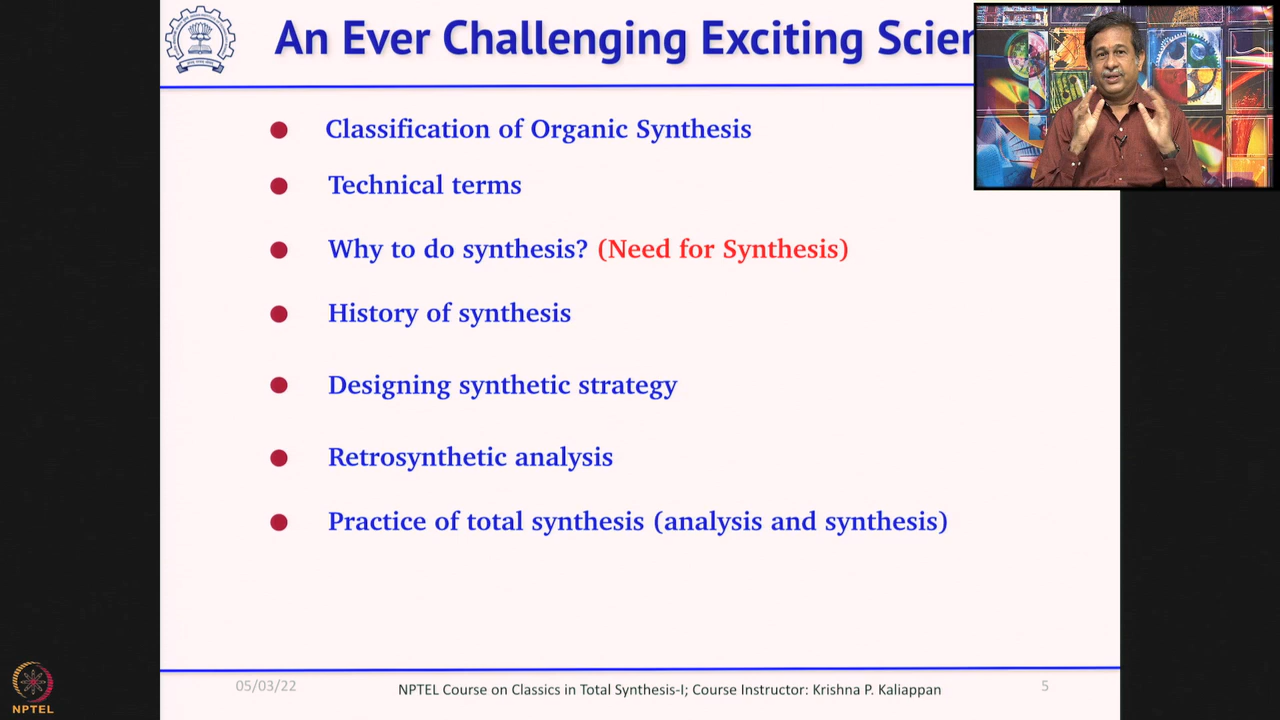 An Ever Challenging Exciting Scien
Classification of Organic Synthesis
Technical terms
Why to do synthesis? (Need for Synthesis)
History of synthesis
Designing synthetic strategy
Retrosynthetic analysis
Practice of total synthesis (analysis and synthesis)
05/03/22
NPTEL Course on Classics in Total Synthesis-I; Course Instructor: Krishna P. Kaliappan
5
NPTEL